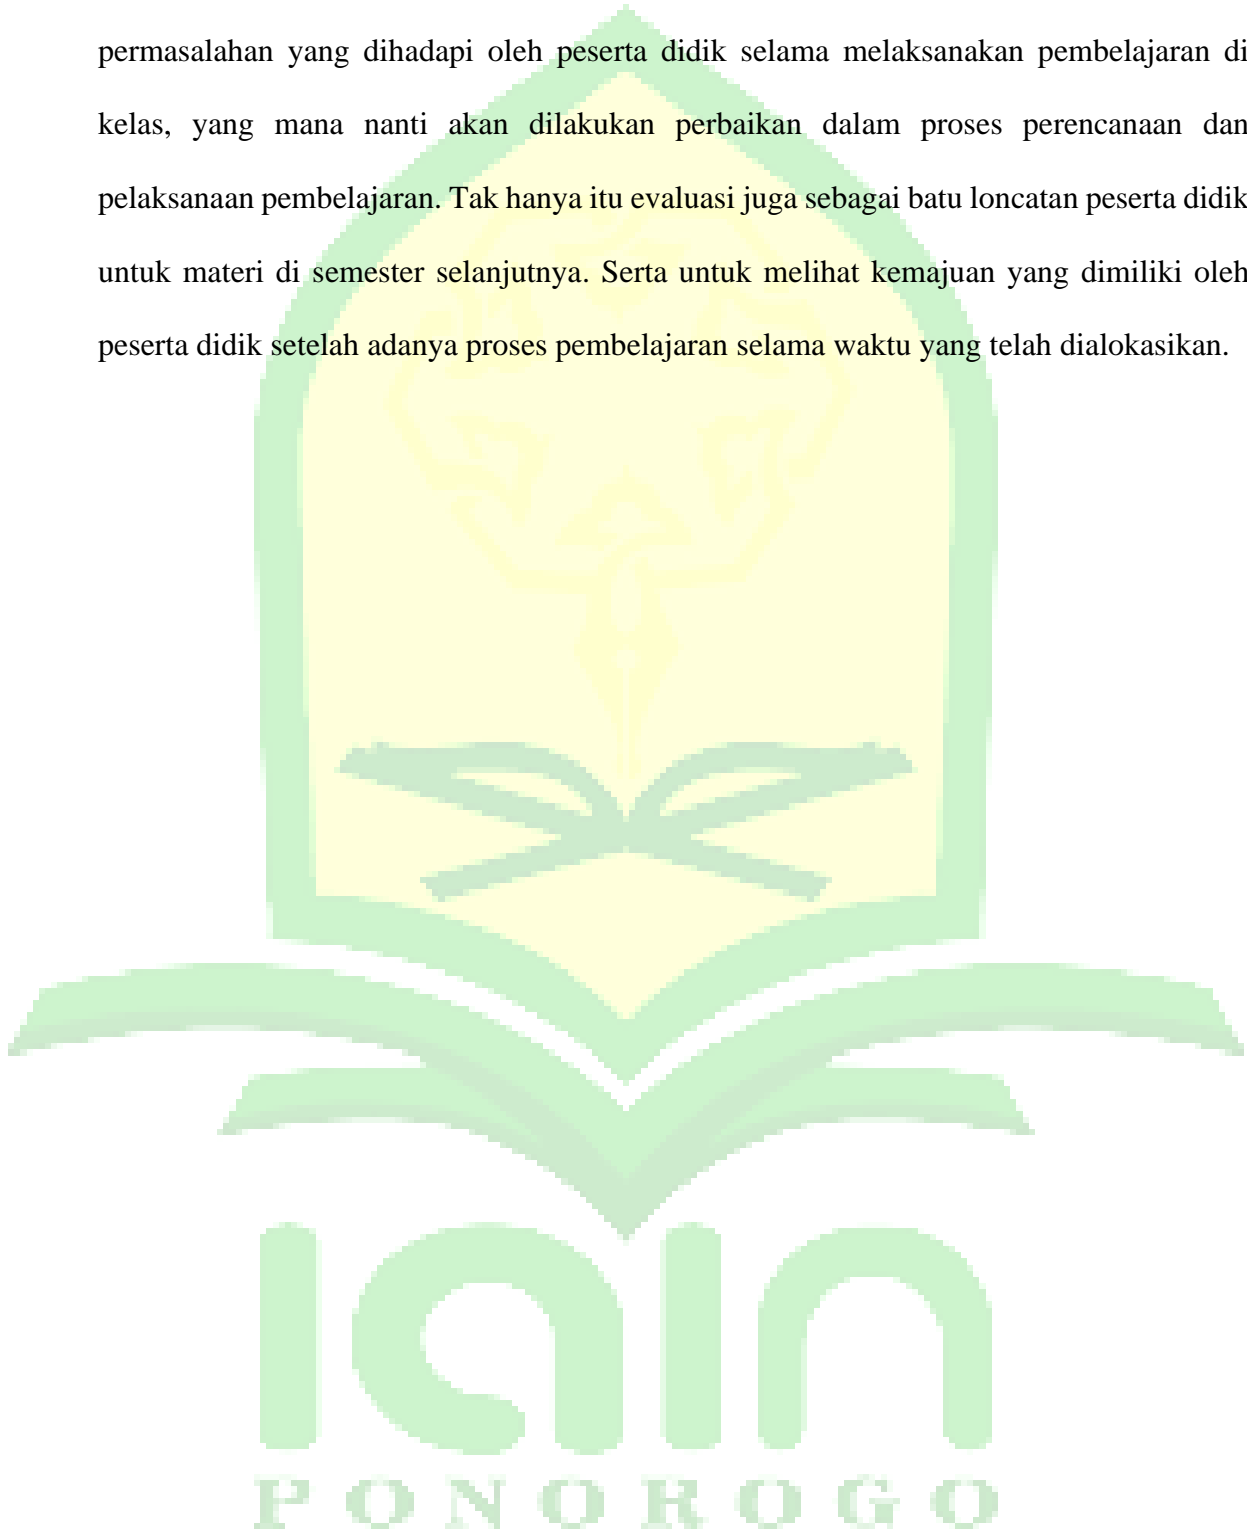 permasalahan yang dihadapi oleh peserta didik selama melaksanakan pembelajaran di
kelas, yang mana nanti akan dilakukan perbaikan dalam proses perencanaan dan
pelaksanaan pembelajaran. Tak hanya itu evaluasi juga sebagai batu loncatan peserta didik
untuk materi di semester selanjutnya. Serta untuk melihat kemajuan yang dimiliki oleh
peserta didik setelah adanya proses pembelajaran selama waktu yang telah dialokasikan.
iain
PONOROGO